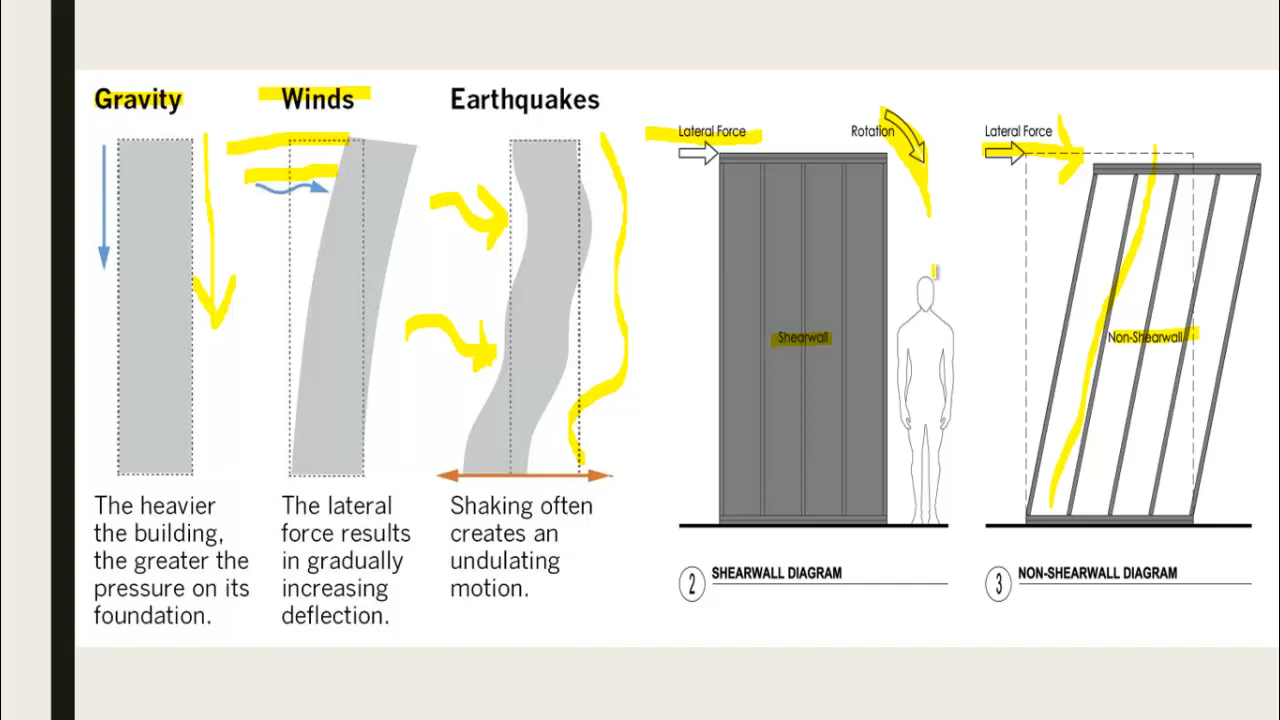 Gravity
The heavier
the building,
the greater the
pressure on its
foundation.
Winds
The lateral
force results
in gradually
increasing
deflection.
Earthquakes
Shaking often
creates an
undulating
motion.
Lateral Force
Rotation
Shearwall
2 SHEARWALL DIAGRAM
Lateral Force
Non-Shearwall
3 NON-SHEARWALL DIAGRAM